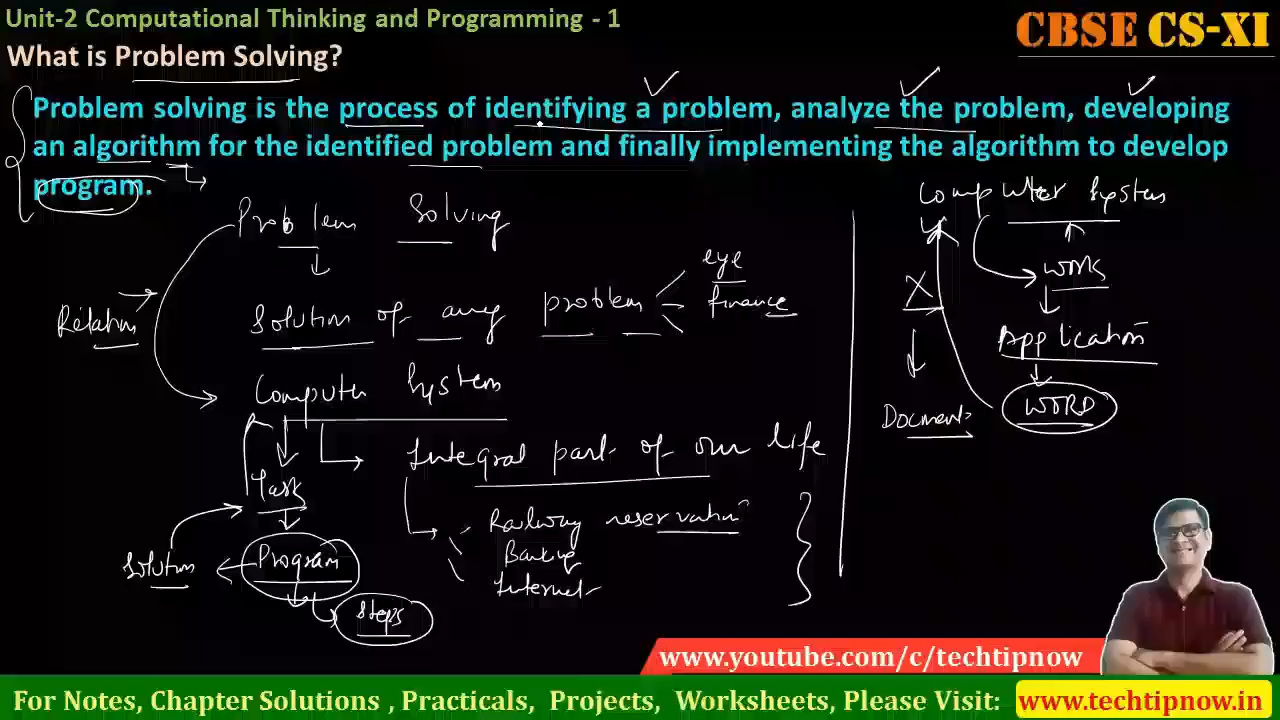 Unit-2 Computational Thinking and Programming - 1
CBSE CS-XI
What is Problem Solving?
Problem solving is the process of identifying a problem, analyze the problem, developing
an algorithm for the identified problem and finally implementing the algorithm to develop
program.
Problem Solving
Relation
Solution of any problem
eye
finance
Computer System
Integral part of our life
Task
Railway reservation
Banking
Internet
Solution
Program
Steps
Computer System
Work
X
Application
WORD
Document
www.youtube.com/c/techtipnow
For Notes, Chapter Solutions , Practicals, Projects, Worksheets, Please Visit:
www.techtipnow.in